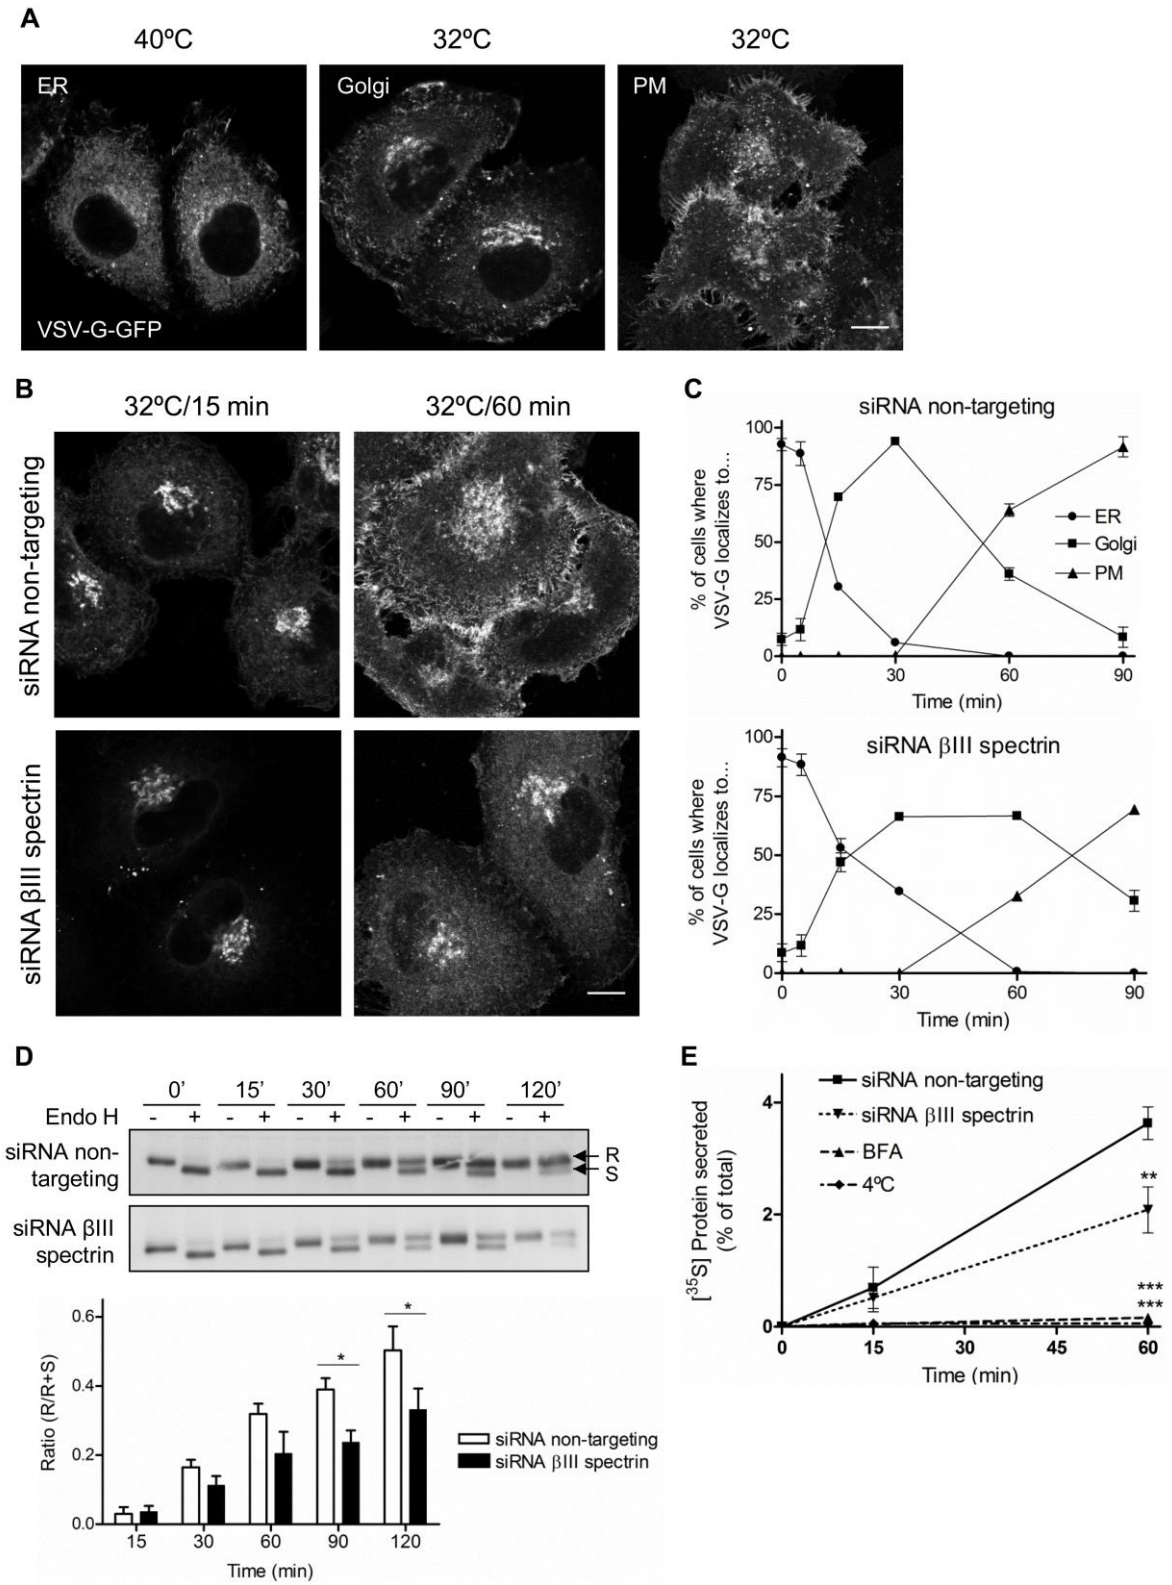 A
40ºC
32ºC
32ºC
ER
Golgi
PM
VSV-G-GFP
B
32ºC/15 min
32ºC/60 min
siRNA non-targeting
siRNA βIII spectrin
C
siRNA non-targeting
% of cells where
VSV-G localizes to...
100
75
50
25
0
0
30
60
90
Time (min)
ER
Golgi
PM
siRNA βIII spectrin
% of cells where
VSV-G localizes to...
100
75
50
25
0
0
30
60
90
Time (min)
D
0’ 15’ 30’ 60’ 90’ 120’
Endo H - + - + - + - + - + - +
siRNA non-
targeting
R
S
siRNA βIII
spectrin
Ratio (R/R+S)
0.6
0.4
0.2
0.0
*
*
15
30
60
90
120
Time (min)
siRNA non-targeting
siRNA βIII spectrin
E
siRNA non-targeting
siRNA βIII spectrin
BFA
4ºC
[35S] Protein secreted
(% of total)
4
2
0
**
***
***
0
15
30
45
60
Time (min)